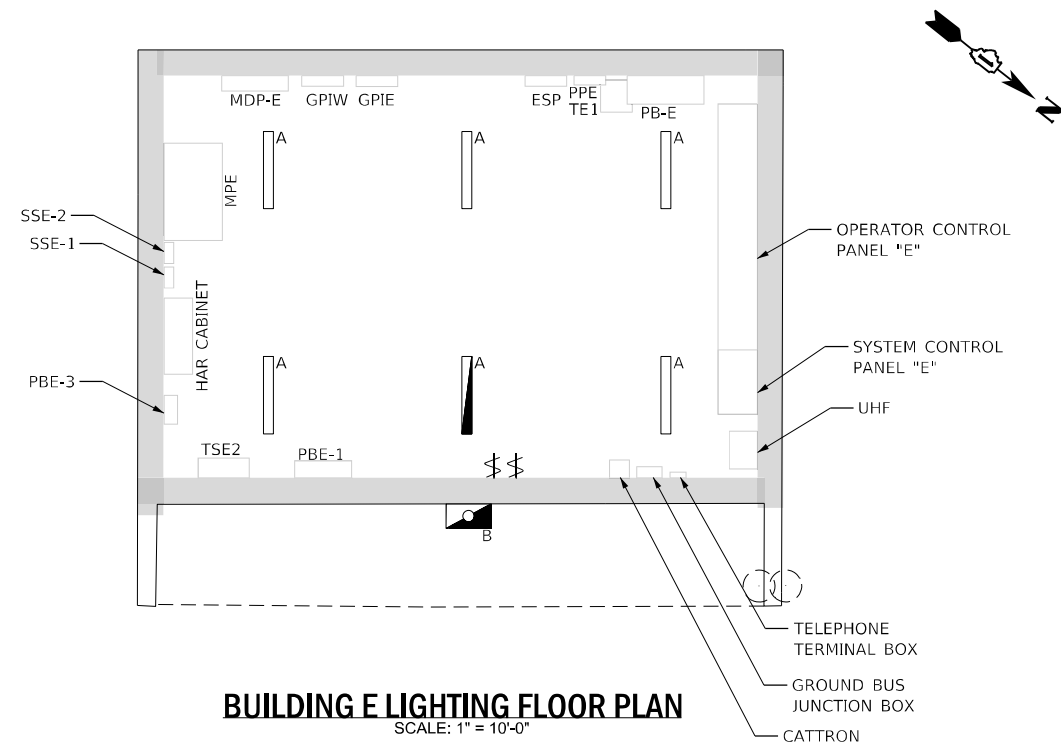 N
MDP-E
GPIW
GPIE
ESP
PPE
TE1
PB-E
A
A
A
MPE
SSE-2
SSE-1
OPERATOR CONTROL
PANEL "E"
HAR CABINET
SYSTEM CONTROL
PANEL "E"
A
A
A
PBE-3
UHF
TSE2
PBE-1
B
TELEPHONE
TERMINAL BOX
GROUND BUS
JUNCTION BOX
CATTRON
BUILDING E LIGHTING FLOOR PLAN
SCALE: 1" = 10'-0"